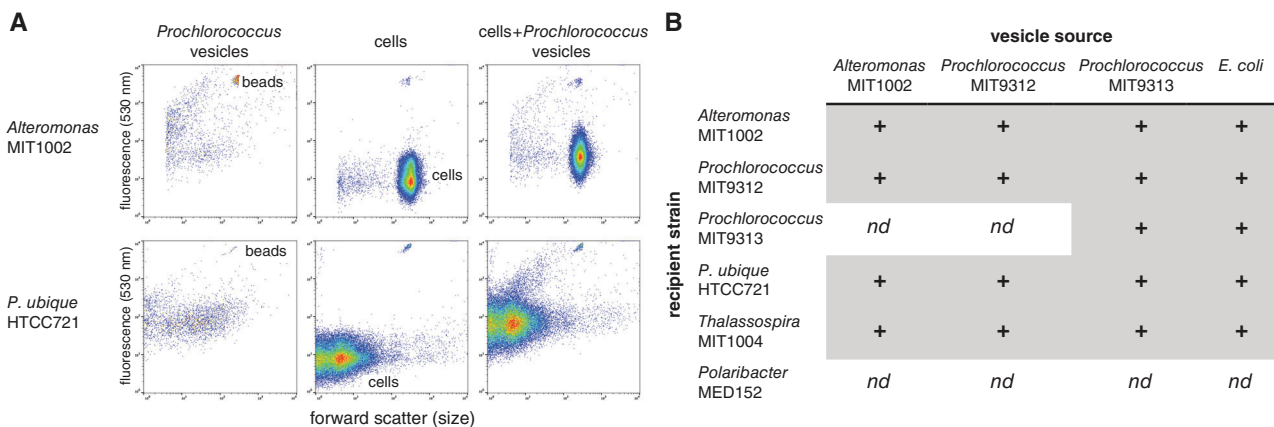 A
Prochlorococcus
vesicles
cells
cells+Prochlorococcus
vesicles
Alteromonas
MIT1002
fluorescence (530 nm)
beads
cells
P. ubique
HTCC721
fluorescence (530 nm)
beads
cells
forward scatter (size)
B
vesicle source
Alteromonas
MIT1002
Prochlorococcus
MIT9312
Prochlorococcus
MIT9313
E. coli
recipient strain
Alteromonas
MIT1002
+ + + +
Prochlorococcus
MIT9312
+ + + +
Prochlorococcus
MIT9313
nd nd + +
P. ubique
HTCC721
+ + + +
Thalassospira
MIT1004
+ + + +
Polaribacter
MED152
nd nd nd nd